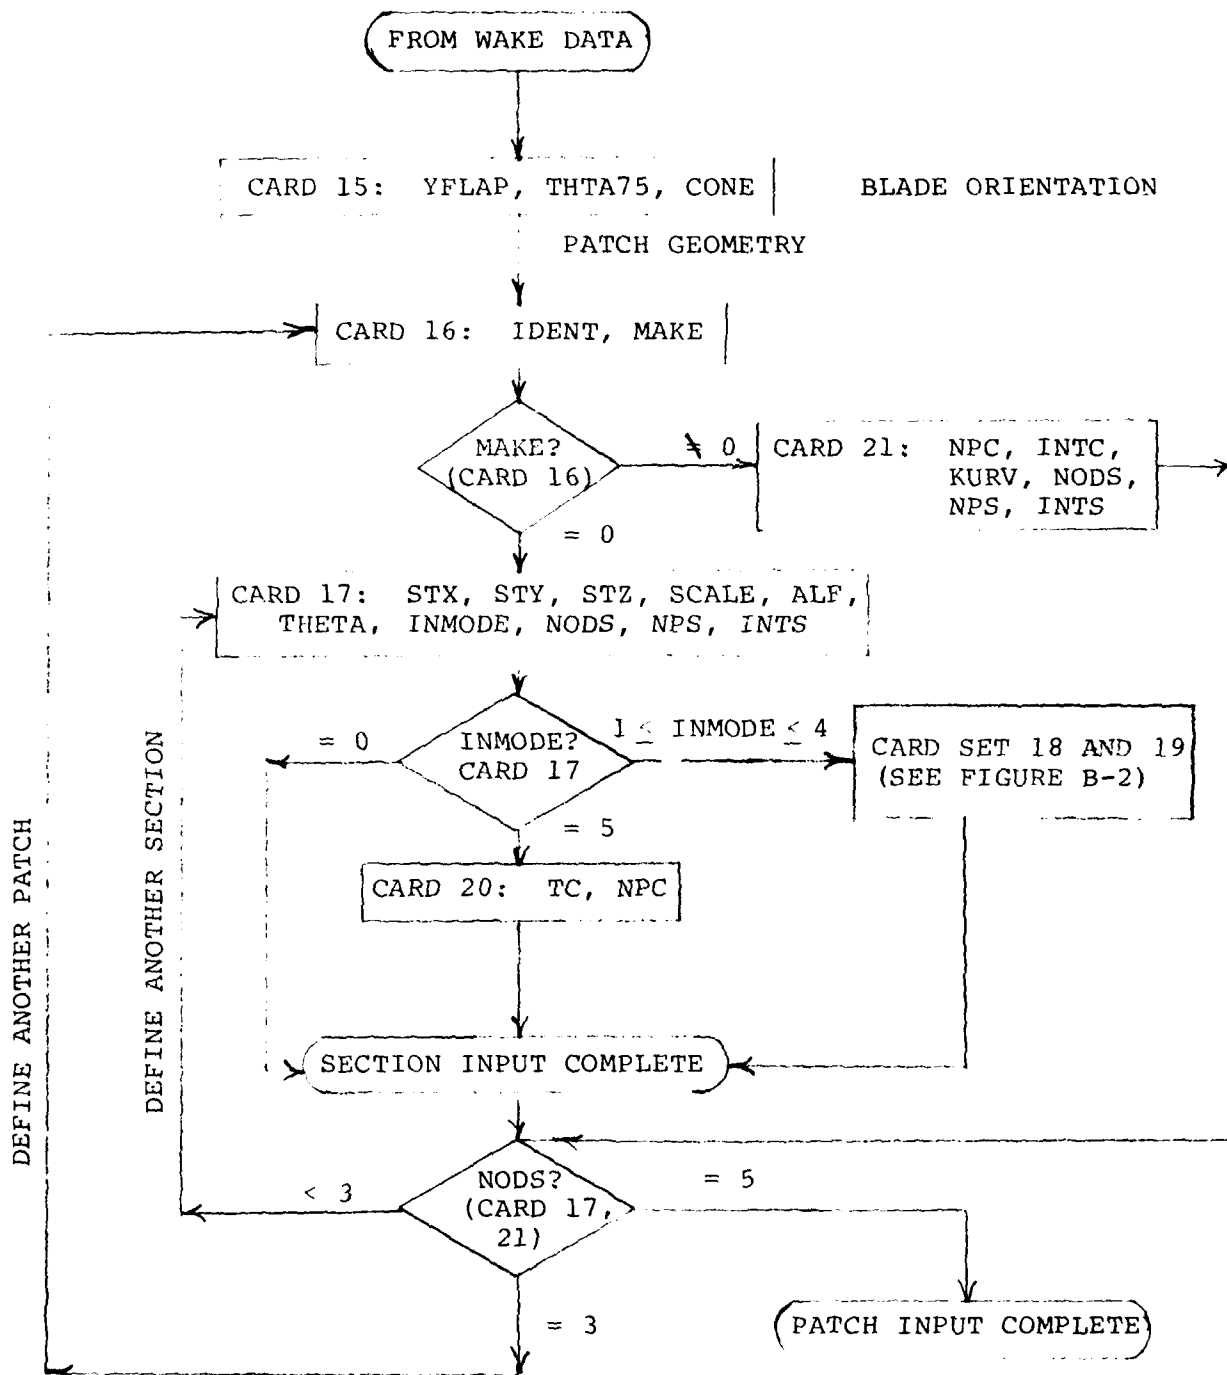 FROM WAKE DATA
CARD 15: YFLAP, THTA75, CONE
BLADE ORIENTATION
PATCH GEOMETRY
CARD 16: IDENT, MAKE
MAKE?
(CARD 16)
≠ 0
= 0
CARD 21: NPC, INTC,
KURV, NODS,
NPS, INTS
CARD 17: STX, STY, STZ, SCALE, ALF,
THETA, INMODE, NODS, NPS, INTS
INMODE?
CARD 17
= 0
1 ≤ INMODE ≤ 4
= 5
CARD SET 18 AND 19
(SEE FIGURE B-2)
CARD 20: TC, NPC
SECTION INPUT COMPLETE
DEFINE ANOTHER SECTION
DEFINE ANOTHER PATCH
NODS?
(CARD 17,
21)
< 3
= 5
= 3
PATCH INPUT COMPLETE